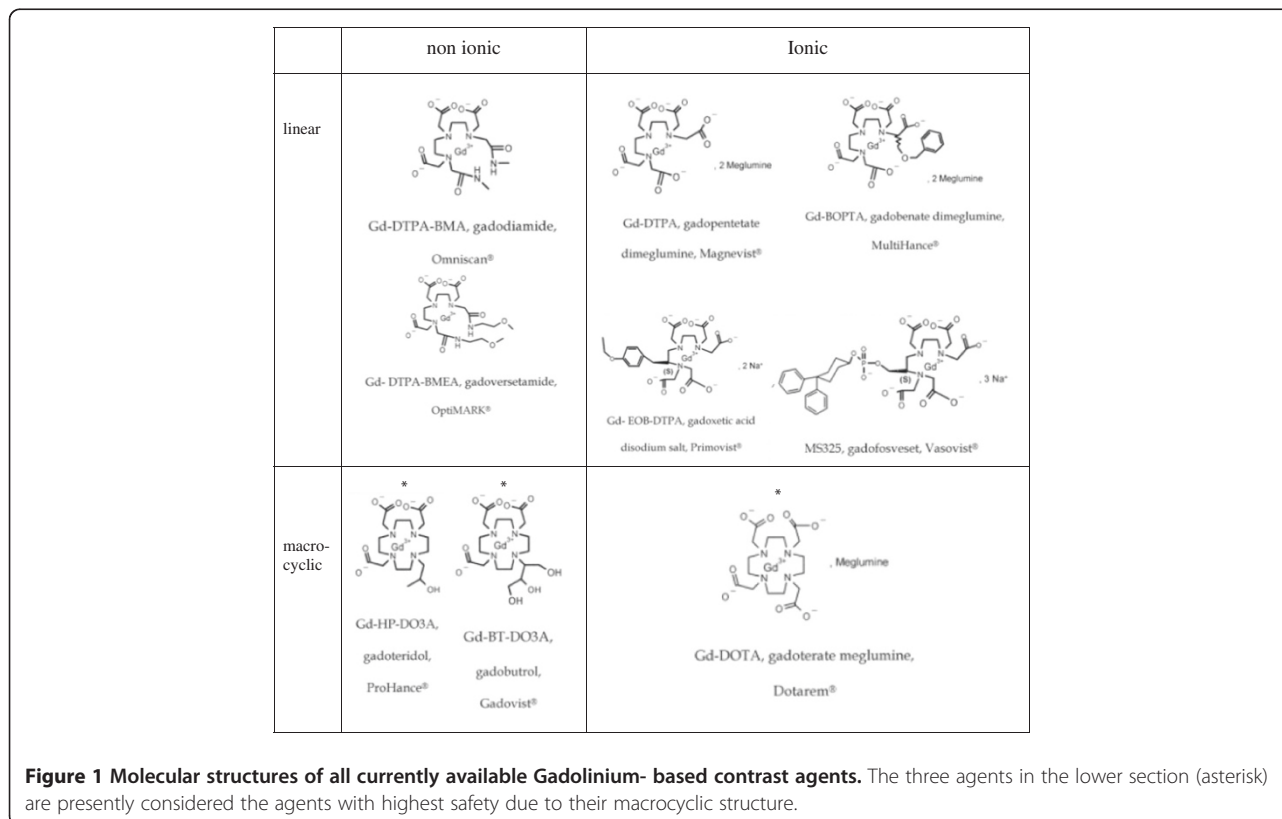 non ionic
Ionic
linear
Gd-DTPA-BMA, gadodiamide,
Omniscan®
Gd- DTPA-BMEA, gadoversetamide,
OptiMARK®
, 2 Meglumine
Gd-DTPA, gadopentetate
dimeglumine, Magnevist®
, 2 Meglumine
Gd-BOPTA, gadobenate dimeglumine,
MultiHance®
(S)
, 2 Na⁺
Gd- EOB-DTPA, gadoxetic acid
disodium salt, Primovist®
(S)
, 3 Na⁺
MS325, gadofosveset, Vasovist®
macro-
cyclic
*
Gd-HP-DO3A,
gadoteridol,
ProHance®
*
Gd-BT-DO3A,
gadobutrol,
Gadovist®
*
, Meglumine
Gd-DOTA, gadoterate meglumine,
Dotarem®
Figure 1 Molecular structures of all currently available Gadolinium- based contrast agents. The three agents in the lower section (asterisk)
are presently considered the agents with highest safety due to their macrocyclic structure.